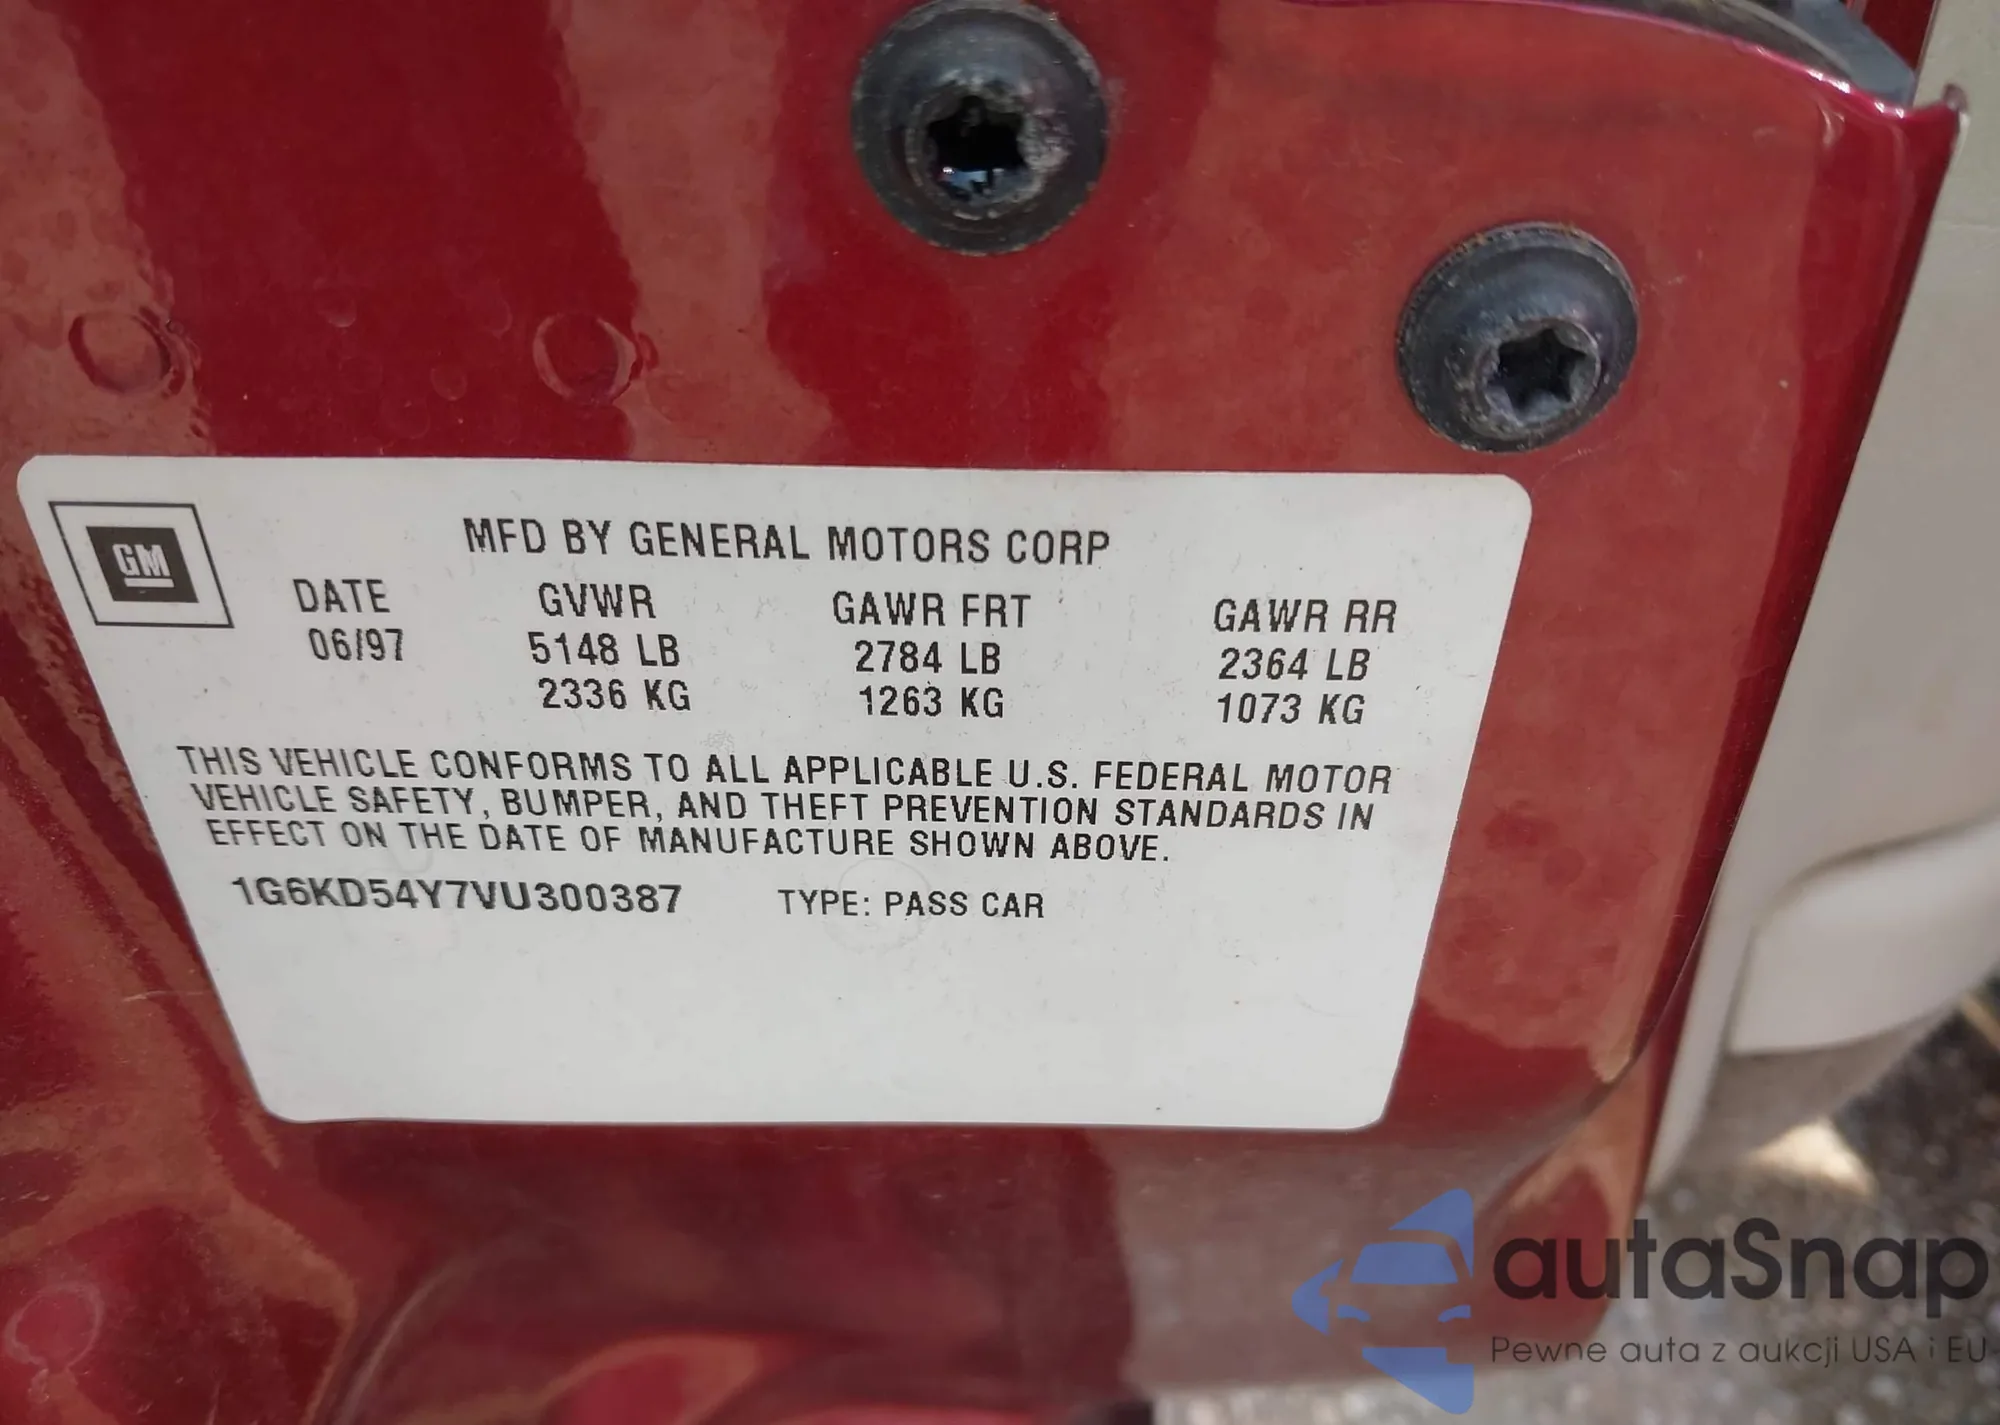 GM
MFD BY GENERAL MOTORS CORP
DATE GVWR GAWR FRT GAWR RR
06/97 5148 LB 2784 LB 2364 LB
2336 KG 1263 KG 1073 KG
THIS VEHICLE CONFORMS TO ALL APPLICABLE U.S. FEDERAL MOTOR
VEHICLE SAFETY, BUMPER, AND THEFT PREVENTION STANDARDS IN
EFFECT ON THE DATE OF MANUFACTURE SHOWN ABOVE.
1G6KD54Y7VU300387 TYPE: PASS CAR
autaSnap
Pewne auta z aukcji USA i EU